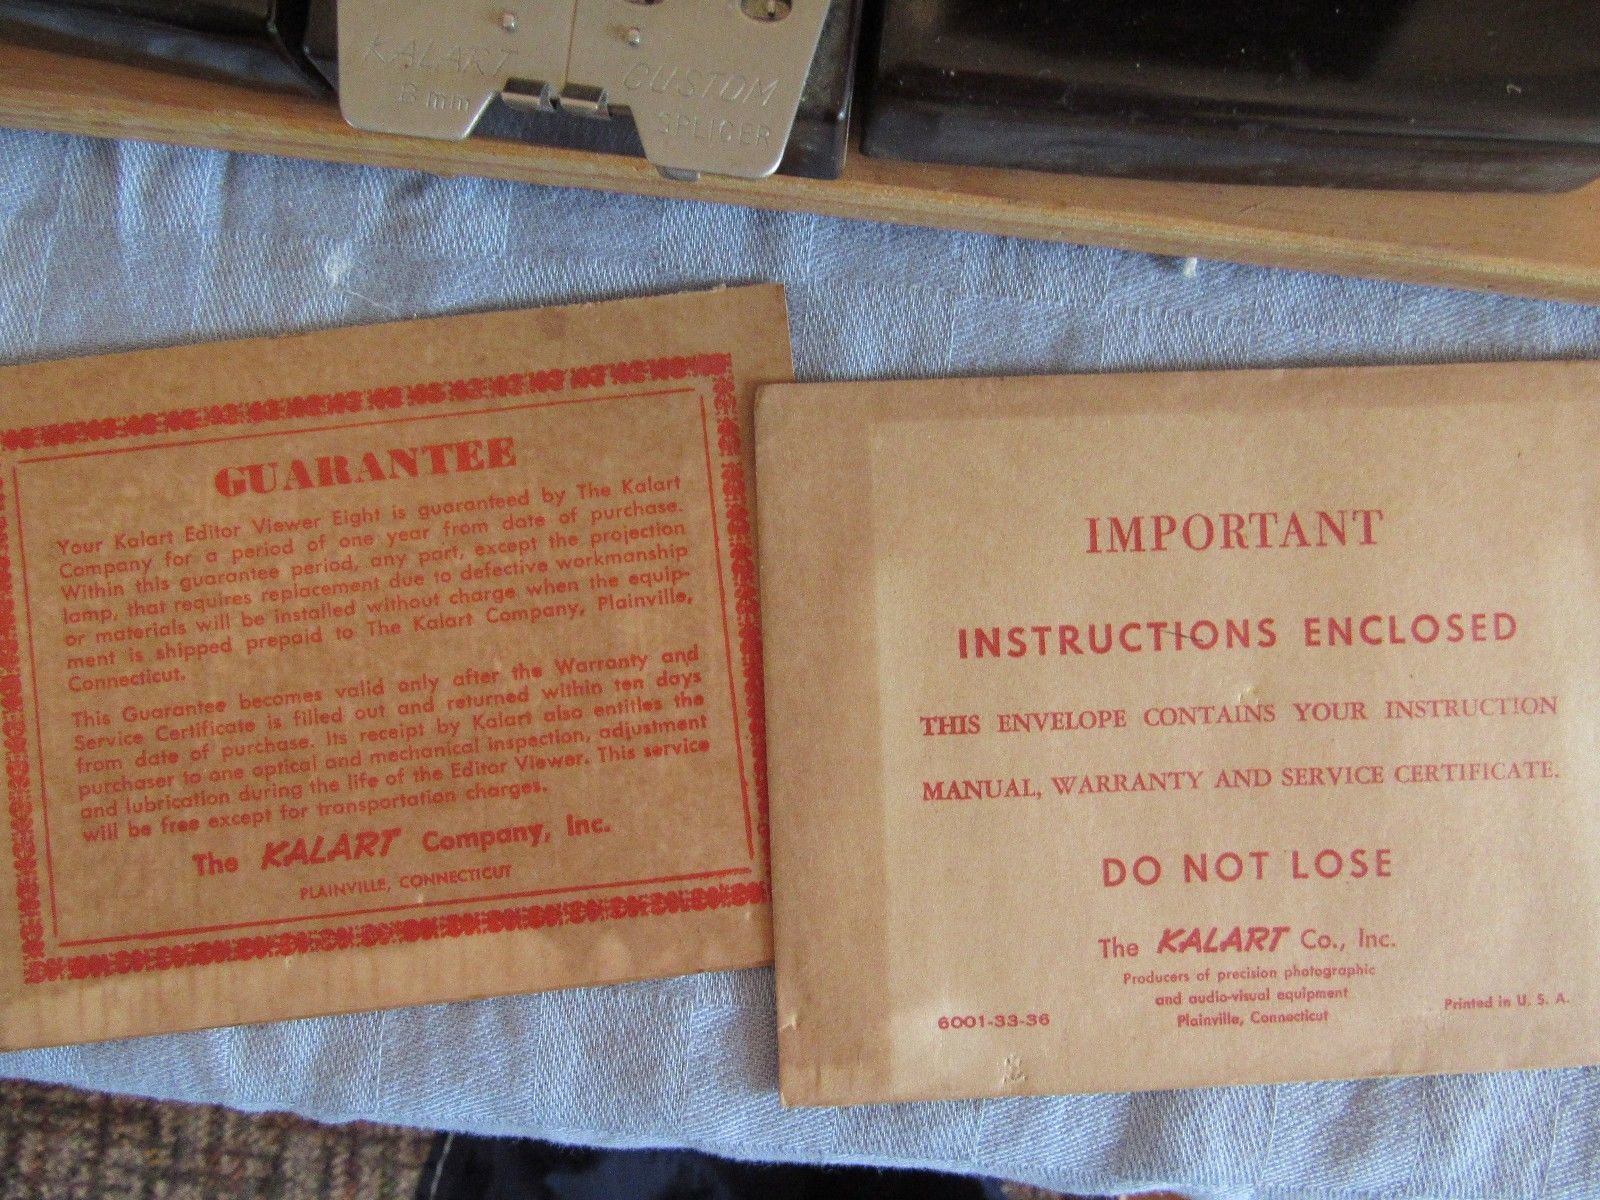 KALART
8mm
CUSTOM
SPLICER
GUARANTEE
Your Kalart Editor Viewer Eight is guaranteed by The Kalart
Company for a period of one year from date of purchase.
Within this guarantee period, any part, except the projection
lamp, that requires replacement due to defective workmanship
or materials will be installed without charge when the equip-
ment is shipped prepaid to The Kalart Company, Plainville,
Connecticut.
This Guarantee becomes valid only after the Warranty and
Service Certificate is filled out and returned within ten days
from date of purchase. Its receipt by Kalart also entitles the
purchaser to one optical and mechanical inspection, adjustment
and lubrication during the life of the Editor Viewer. This service
will be free except for transportation charges.
The KALART Company, Inc.
PLAINVILLE, CONNECTICUT
IMPORTANT
INSTRUCTIONS ENCLOSED
THIS ENVELOPE CONTAINS YOUR INSTRUCTION
MANUAL, WARRANTY AND SERVICE CERTIFICATE.
DO NOT LOSE
The KALART Co., Inc.
Producers of precision photographic
and audio-visual equipment
Plainville, Connecticut
6001-33-36
Printed in U. S. A.